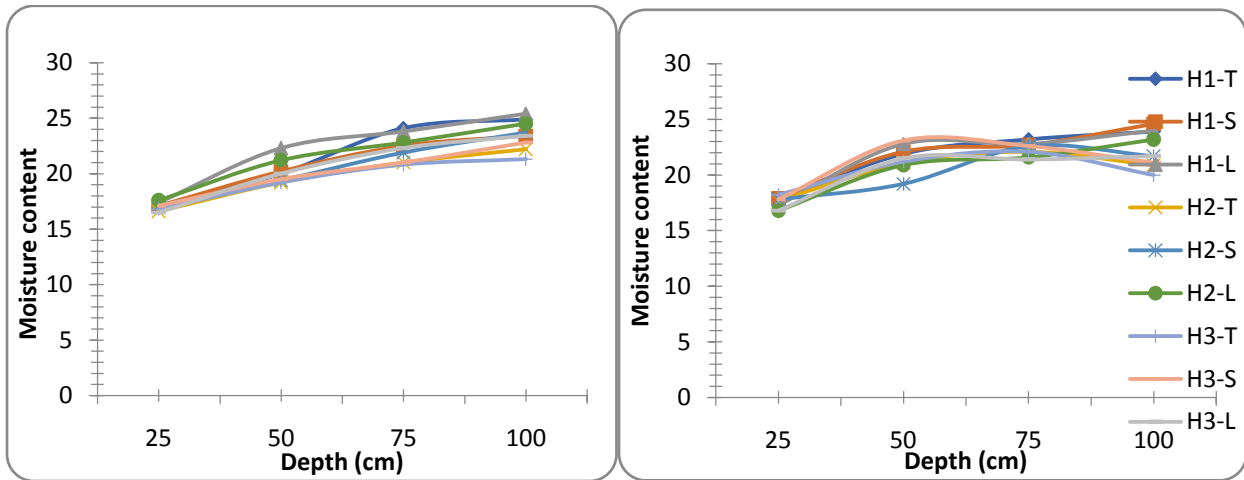 30
25
20
15
10
5
0
Moisture content
25 50 75 100
Depth (cm)
30
25
20
15
10
5
0
Moisture content
25 50 75 100
Depth (cm)
H1-T
H1-S
H1-L
H2-T
H2-S
H2-L
H3-T
H3-S
H3-L